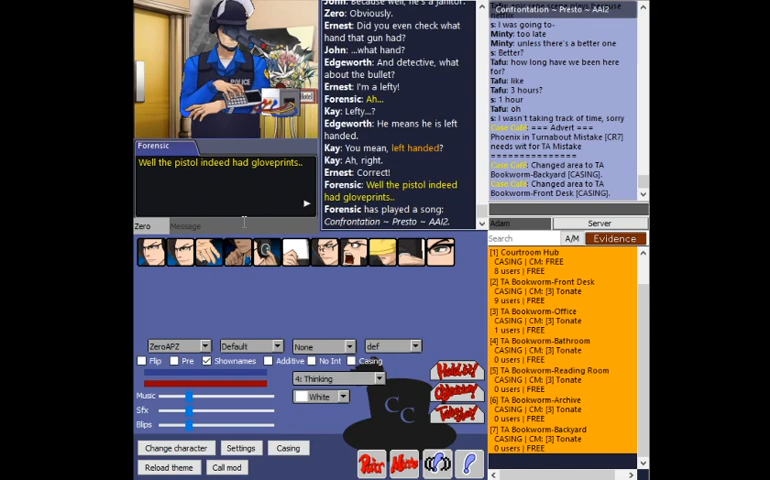 POLICE
Forensic
Well the pistol indeed had gloveprints..
Zero
Message
John: Because well, he's a janitor.
Zero: Obviously.
Ernest: Did you even check what
hand that gun had?
John: ...what hand?
Edgeworth: And detective, what
about the bullet?
Ernest: I'm a lefty!
Forensic: Ah...
Kay: Lefty...?
Edgeworth: He means he is left
handed.
Kay: You mean, left handed?
Kay: Ah, right.
Ernest: Correct!
Forensic: Well the pistol indeed
had gloveprints..
Forensic has played a song:
Confrontation ~ Presto ~ AAI2.
Confrontation ~ Presto ~ AAI2
netflix
s: I was going to-
Minty: too late
Minty: unless there's a better one
s: Better?
Tafu: how long have we been here
for?
Tafu: like
Tafu: 3 hours?
s: 1 hour
Tafu: oh
s: I wasn't taking track of time, sorry
Case Café: === Advert ===
Phoenix in Turnabout Mistake [CR7]
needs wit for TA Mistake
===============
Case Café: Changed area to TA
Bookworm-Backyard [CASING].
Case Café: Changed area to TA
Bookworm-Front Desk [CASING].
Adam
Server
Search
A/M
Evidence
[1] Courtroom Hub
CASING | CM: FREE
8 users | FREE
[2] TA Bookworm-Front Desk
CASING | CM: [3] Tonate
9 users | FREE
[3] TA Bookworm-Office
CASING | CM: [3] Tonate
1 users | FREE
[4] TA Bookworm-Bathroom
CASING | CM: [3] Tonate
0 users | FREE
[5] TA Bookworm-Reading Room
CASING | CM: [3] Tonate
0 users | FREE
[6] TA Bookworm-Archive
CASING | CM: [3] Tonate
0 users | FREE
[7] TA Bookworm-Backyard
CASING | CM: [3] Tonate
0 users | FREE
ZeroAPZ
Default
None
def
Flip
Pre
Shownames
Additive
No Int
Casing
4: Thinking
White
Music
Sfx
Blips
Hold it!
Objection!
Take that!
CC
Change character
Settings
Casing
Reload theme
Call mod
Pair
Mute